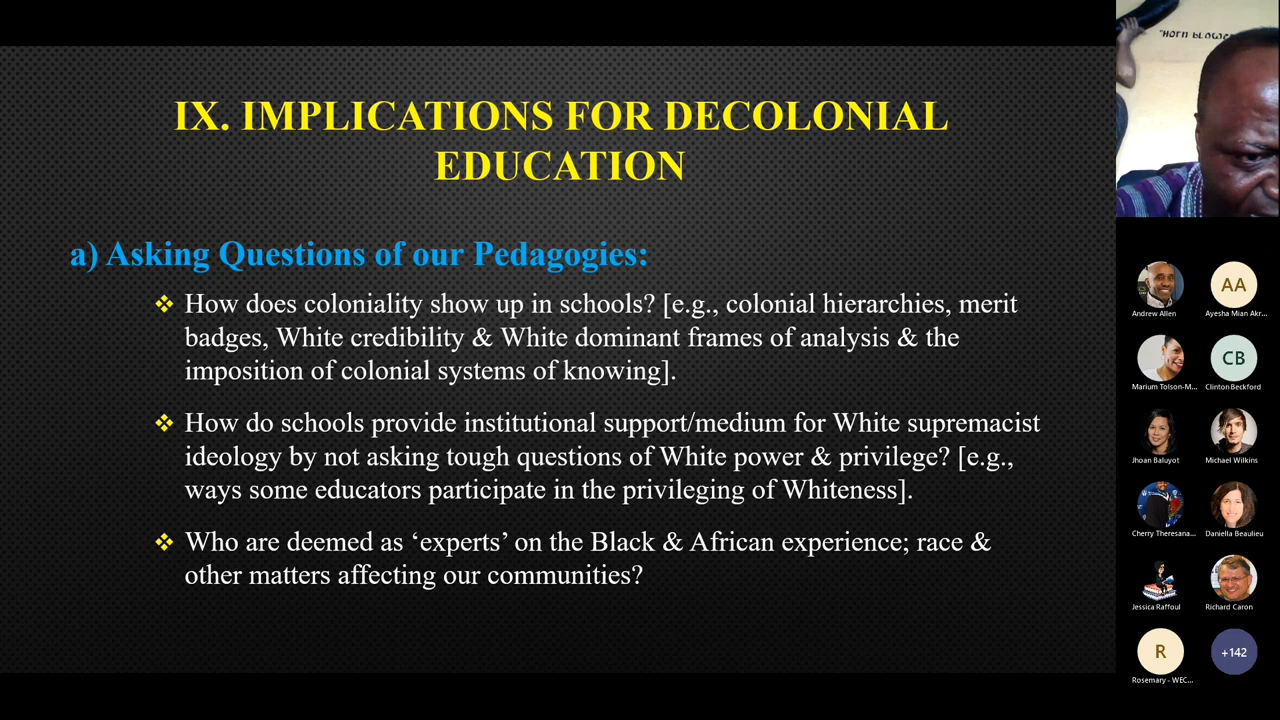 "HORN BLOWE
IX. IMPLICATIONS FOR DECOLONIAL
EDUCATION
a) Asking Questions of our Pedagogies:
❖ How does coloniality show up in schools? [e.g., colonial hierarchies, merit
badges, White credibility & White dominant frames of analysis & the
imposition of colonial systems of knowing].
❖ How do schools provide institutional support/medium for White supremacist
ideology by not asking tough questions of White power & privilege? [e.g.,
ways some educators participate in the privileging of Whiteness].
❖ Who are deemed as ‘experts’ on the Black & African experience; race &
other matters affecting our communities?
AA
Andrew Allen
Ayesha Mian Akr...
CB
Marium Tolson-M...
Clinton Beckford
Jhoan Baluyot
Michael Wilkins
Cherry Theresana...
Daniella Beaulieu
Jessica Raffoul
Richard Caron
R
+142
Rosemary - WEC...